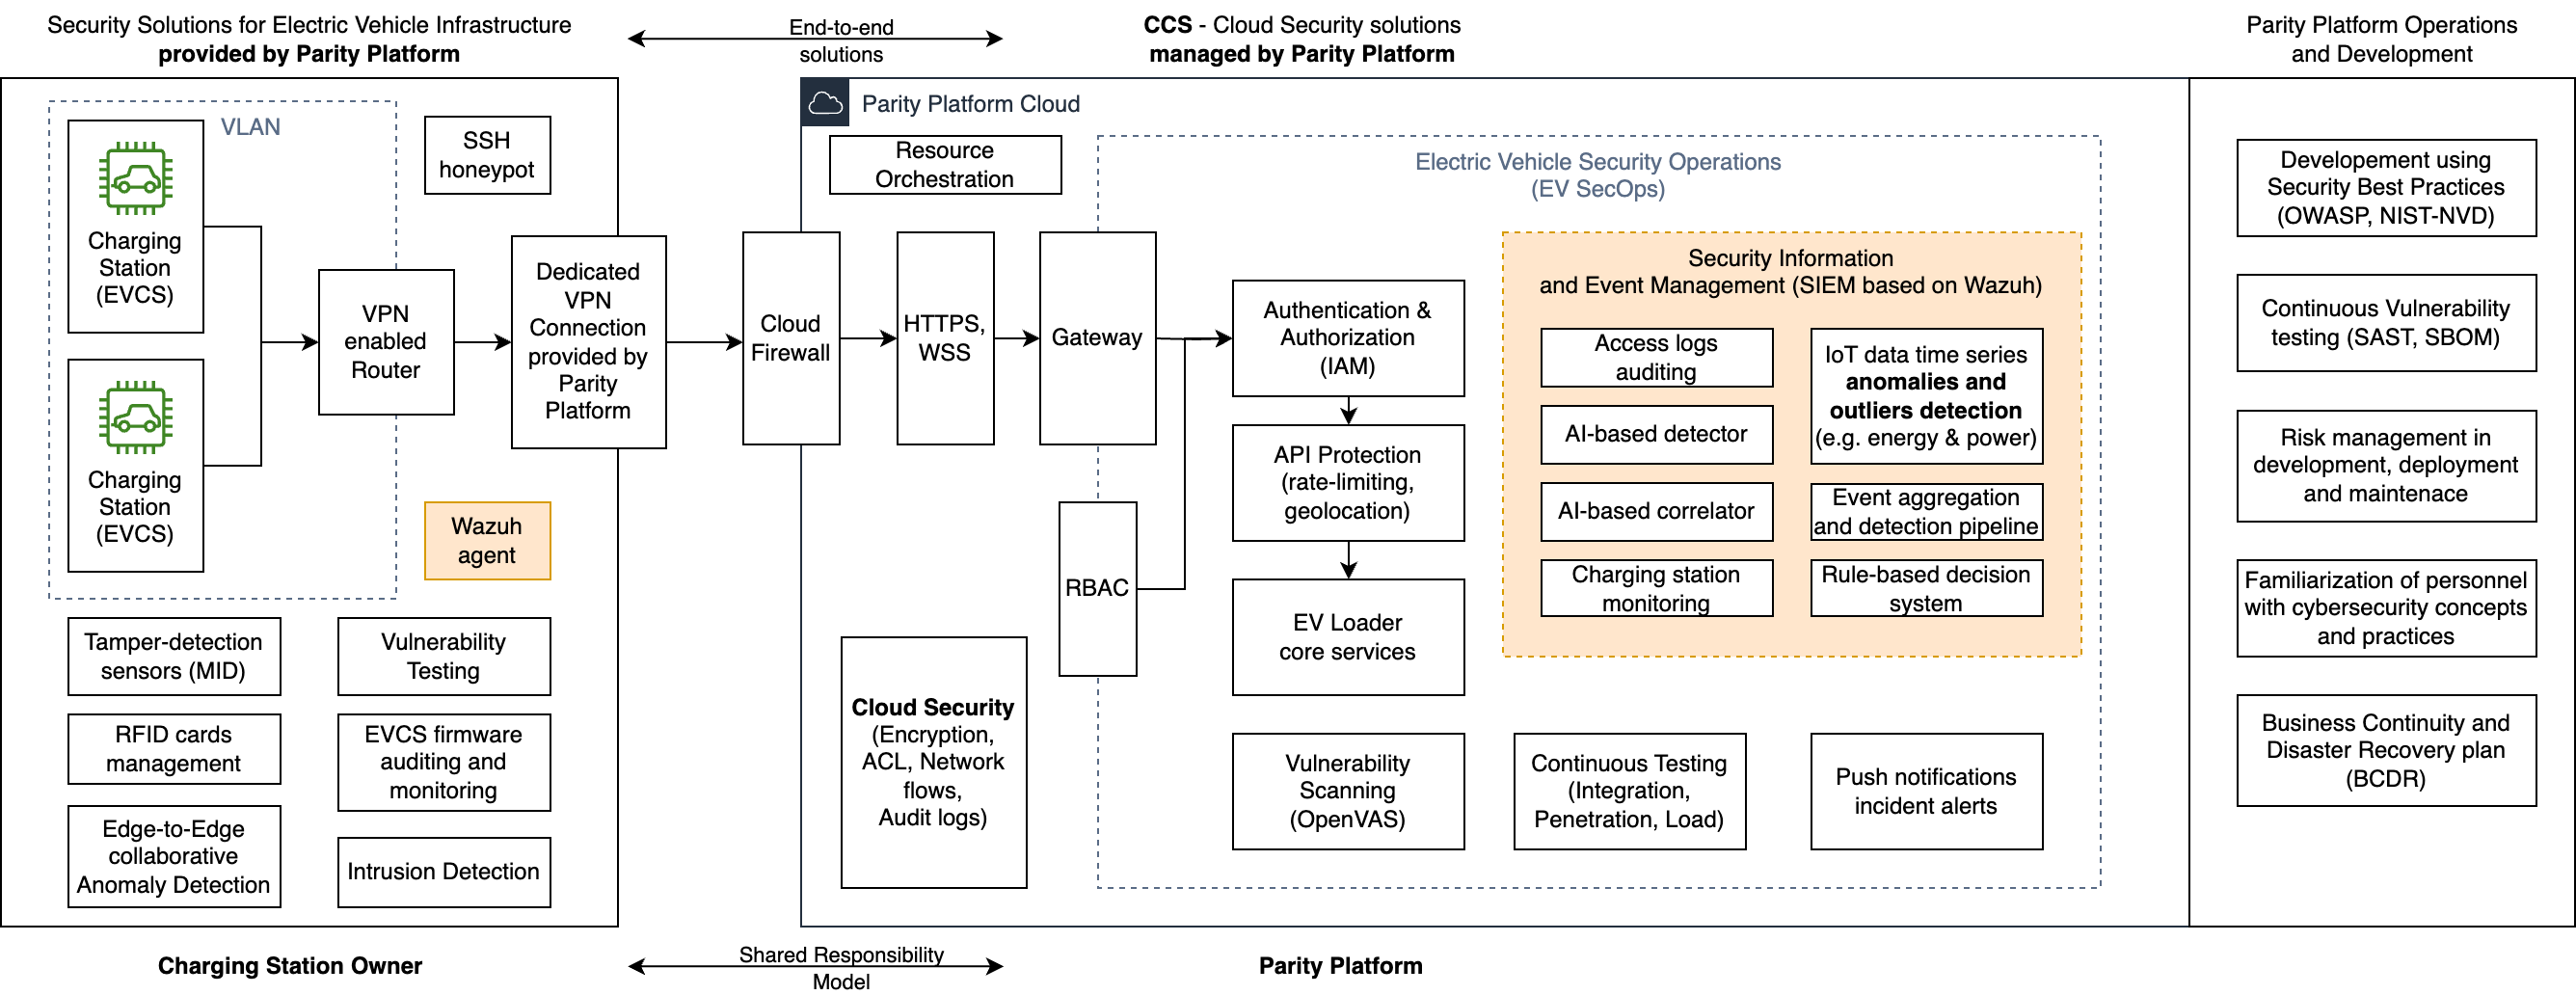 Security Solutions for Electric Vehicle Infrastructure
provided by Parity Platform
End-to-end
solutions
CCS - Cloud Security solutions
managed by Parity Platform
Parity Platform Operations
and Development
VLAN
Charging
Station
(EVCS)
Charging
Station
(EVCS)
SSH
honeypot
VPN
enabled
Router
Dedicated
VPN
Connection
provided by
Parity
Platform
Wazuh
agent
Tamper-detection
sensors (MID)
Vulnerability
Testing
RFID cards
management
EVCS firmware
auditing and
monitoring
Edge-to-Edge
collaborative
Anomaly Detection
Intrusion Detection
Parity Platform Cloud
Resource
Orchestration
Cloud
Firewall
HTTPS,
WSS
Gateway
RBAC
Cloud Security
(Encryption,
ACL, Network
flows,
Audit logs)
Electric Vehicle Security Operations
(EV SecOps)
Authentication &
Authorization
(IAM)
API Protection
(rate-limiting,
geolocation)
EV Loader
core services
Security Information
and Event Management (SIEM based on Wazuh)
Access logs
auditing
AI-based detector
AI-based correlator
Charging station
monitoring
IoT data time series
anomalies and
outliers detection
(e.g. energy & power)
Event aggregation
and detection pipeline
Rule-based decision
system
Vulnerability
Scanning
(OpenVAS)
Continuous Testing
(Integration,
Penetration, Load)
Push notifications
incident alerts
Developement using
Security Best Practices
(OWASP, NIST-NVD)
Continuous Vulnerability
testing (SAST, SBOM)
Risk management in
development, deployment
and maintenace
Familiarization of personnel
with cybersecurity concepts
and practices
Business Continuity and
Disaster Recovery plan
(BCDR)
Charging Station Owner
Shared Responsibility
Model
Parity Platform